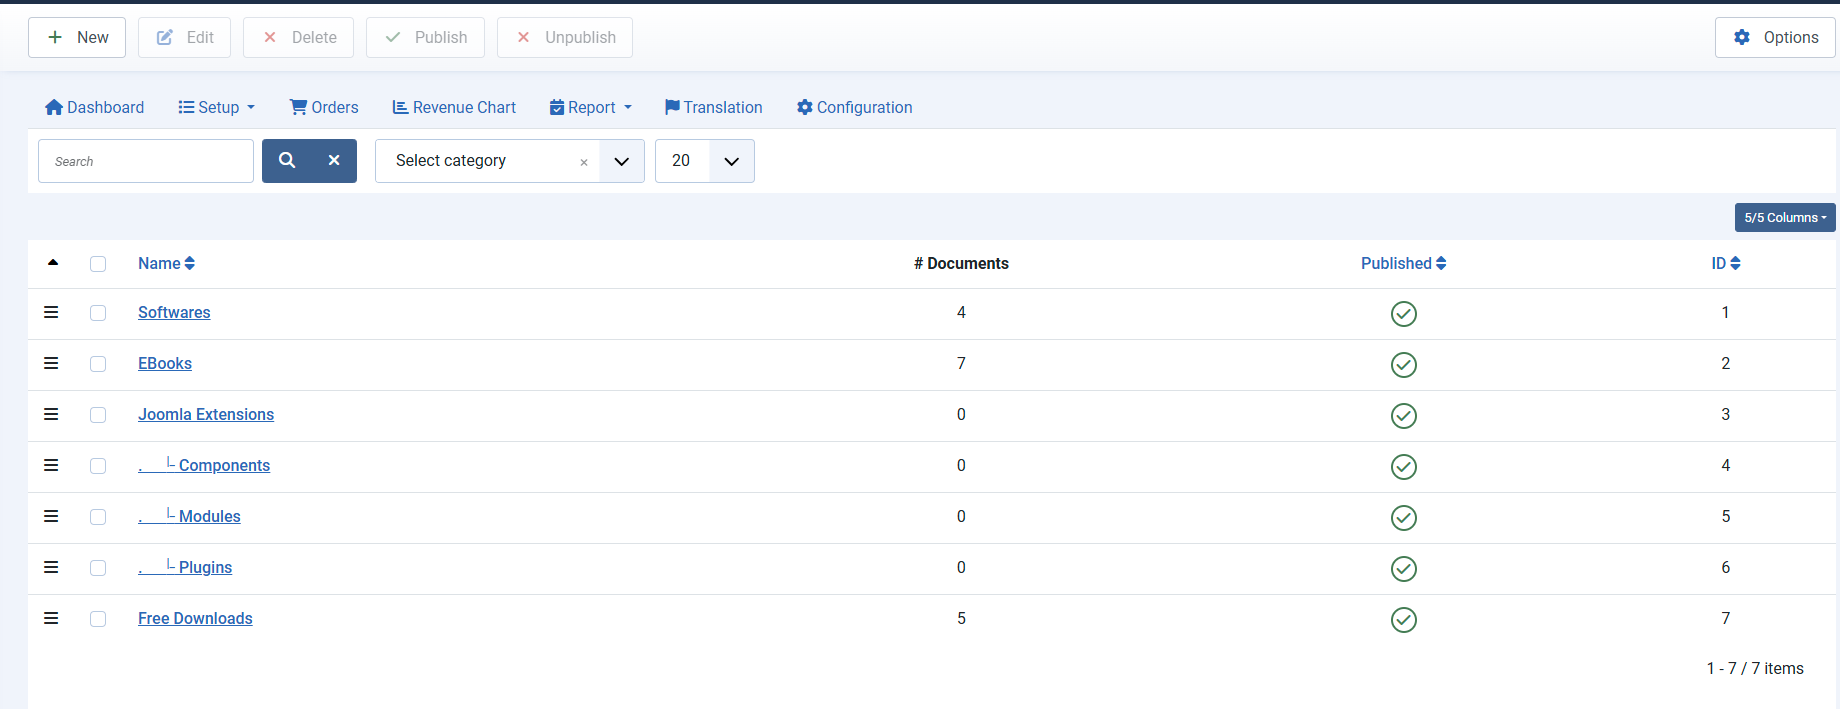 New Edit Delete Publish Unpublish Options
Dashboard Setup Orders Revenue Chart Report Translation Configuration
Search Select category × 20
5/5 Columns
Name # Documents Published ID
Softwares 4 1
EBooks 7 2
Joomla Extensions 0 3
. |- Components 0 4
. |- Modules 0 5
. |- Plugins 0 6
Free Downloads 5 7
1 - 7 / 7 items